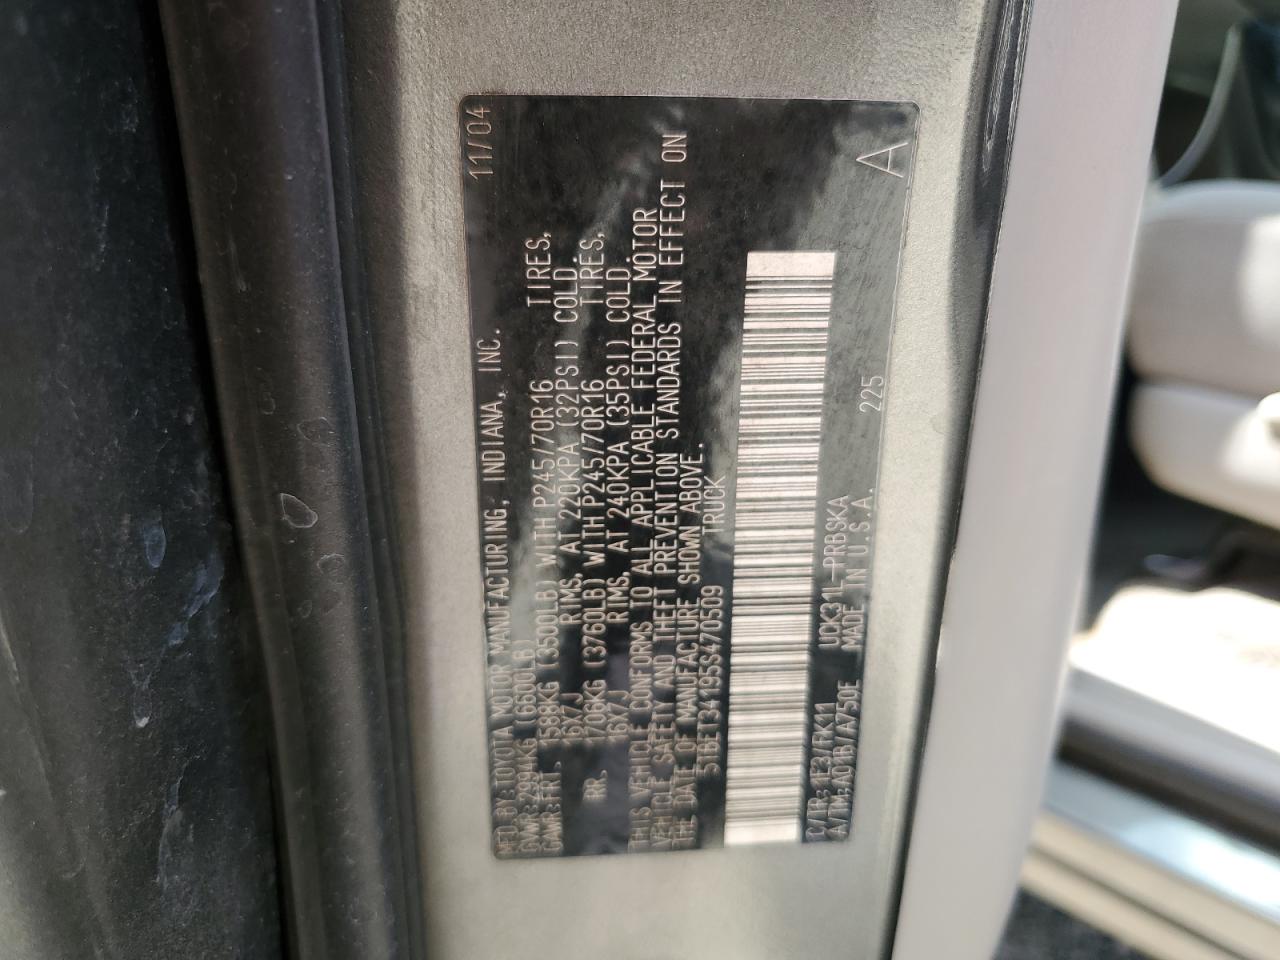 MFD. BY: TOYOTA MOTOR MANUFACTURING, INDIANA, INC. 11/04
GVWR: 2994KG (6600LB)
GAWR: FRT. 1588KG (3500LB) WITH P245/70R16 TIRES,
16X7J RIMS, AT 220KPA (32PSI) COLD
RR. 1706KG (3760LB) WITH P245/70R16 TIRES,
16X7J RIMS, AT 240KPA (35PSI) COLD.
THIS VEHICLE CONFORMS TO ALL APPLICABLE FEDERAL MOTOR
VEHICLE SAFETY AND THEFT PREVENTION STANDARDS IN EFFECT ON
THE DATE OF MANUFACTURE SHOWN ABOVE.
5TBET34195S470509 TRUCK
C/TR: 1E3/FK11 UCK31L-PRBSKA
A/TM: A01B/A750E MADE IN U.S.A. 225 A